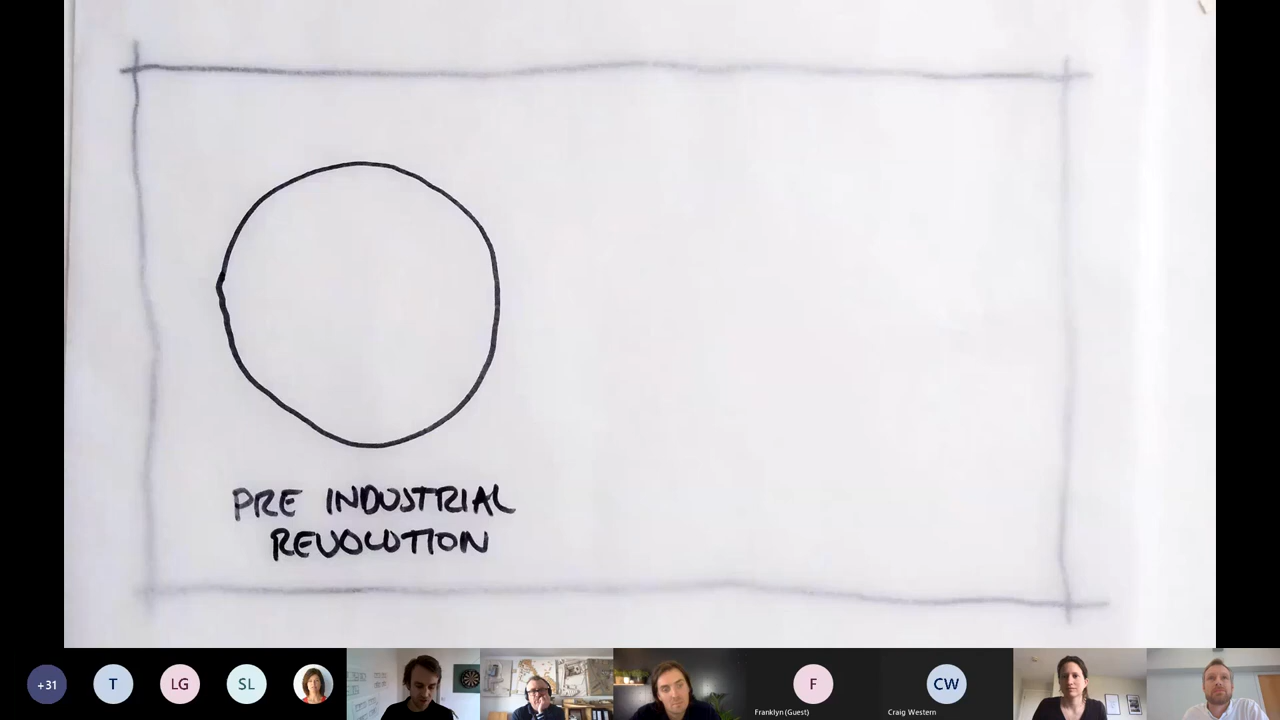 PRE INDUSTRIAL
REVOLUTION
+31
T
LG
SL
F
Franklyn (Guest)
CW
Craig Western